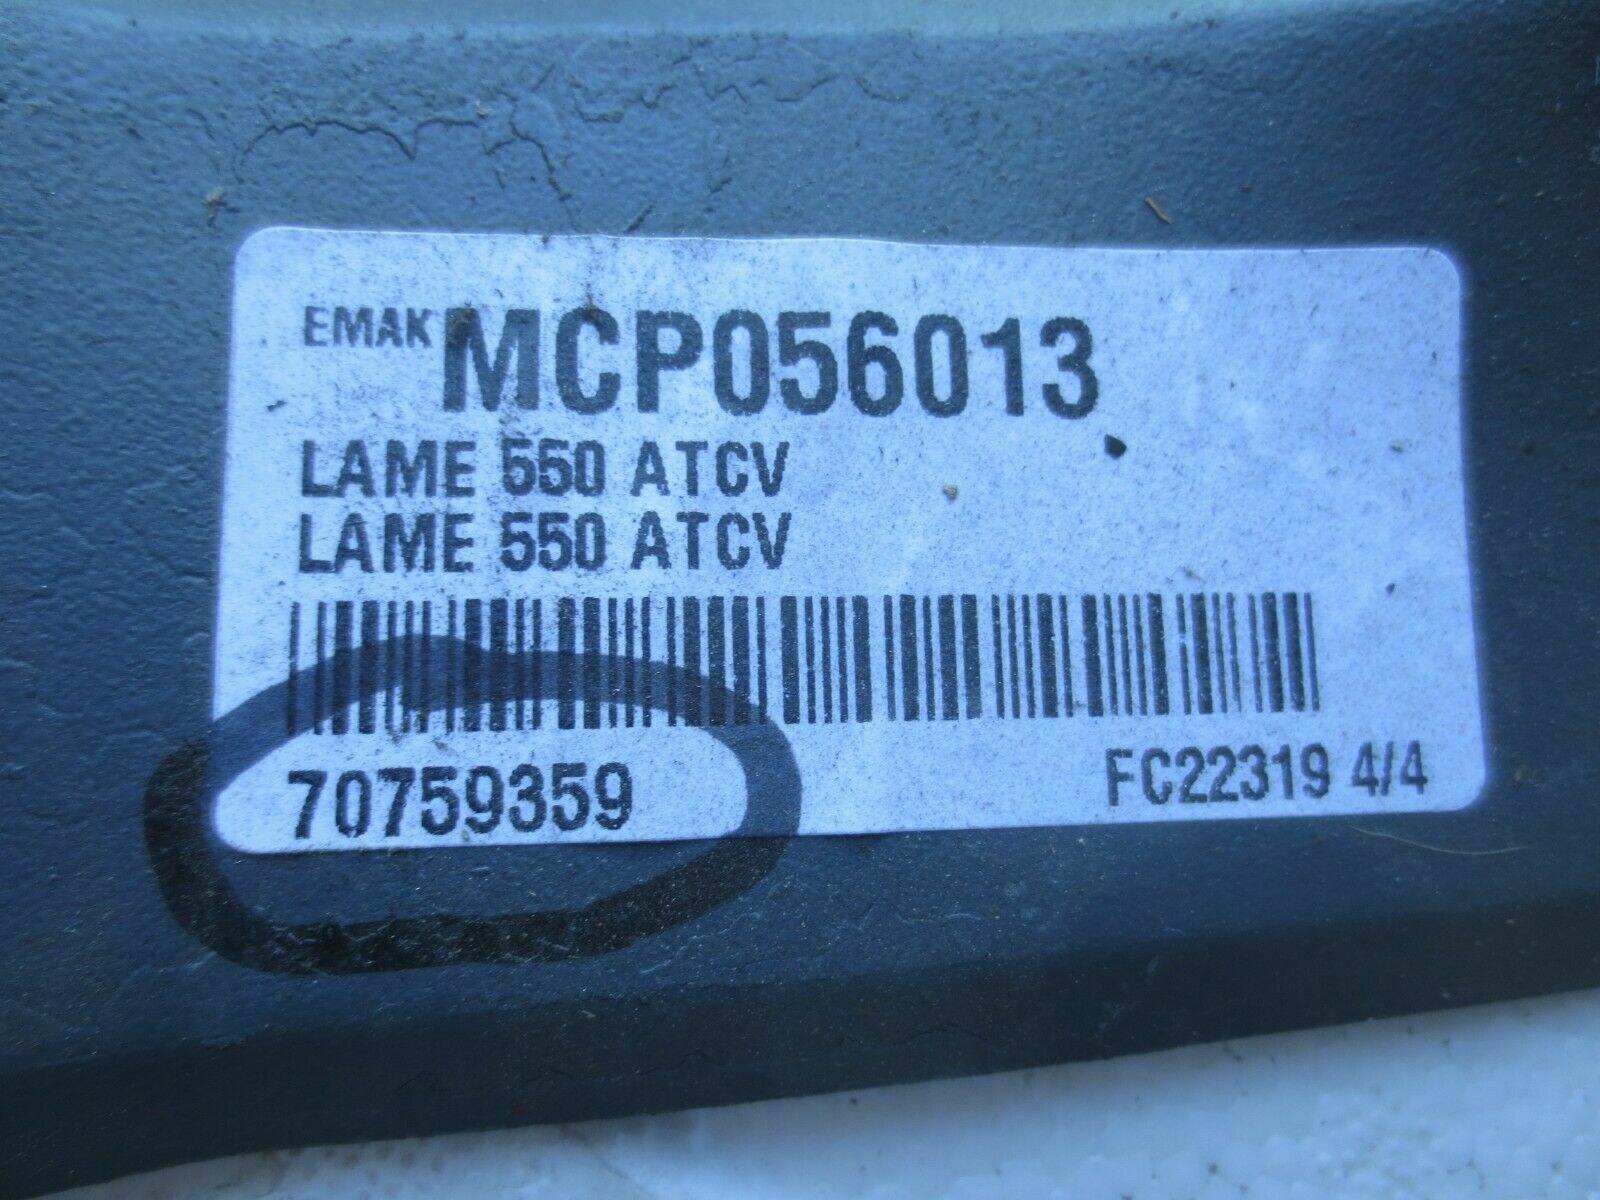 EMAK MCP056013
LAME 550 ATCV
LAME 550 ATCV
70759359 FC22319 4/4